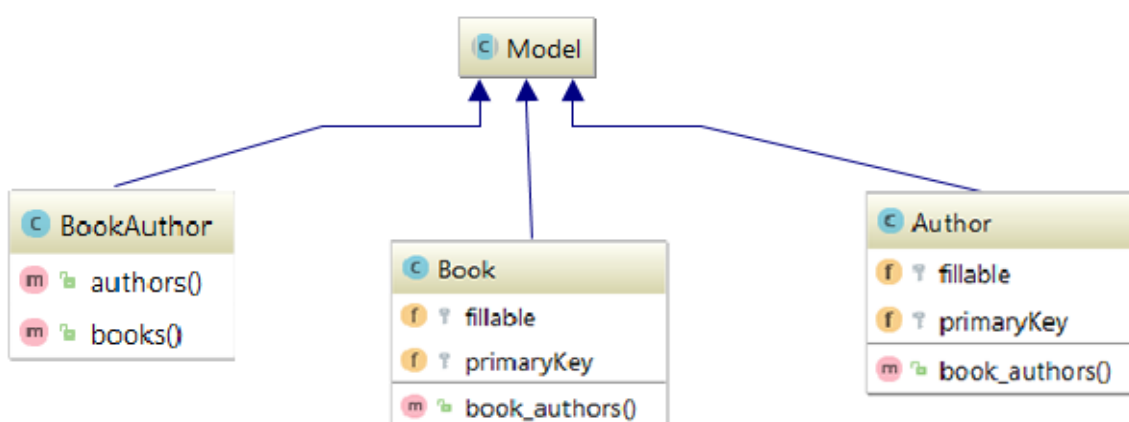 C Model
C BookAuthor
m authors()
m books()
C Book
f fillable
f primaryKey
m book_authors()
C Author
f fillable
f primaryKey
m book_authors()